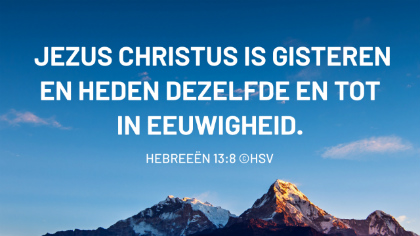 JEZUS CHRISTUS IS GISTEREN
EN HEDEN DEZELFDE EN TOT
IN EEUWIGHEID.
HEBREEËN 13:8 ©HSV